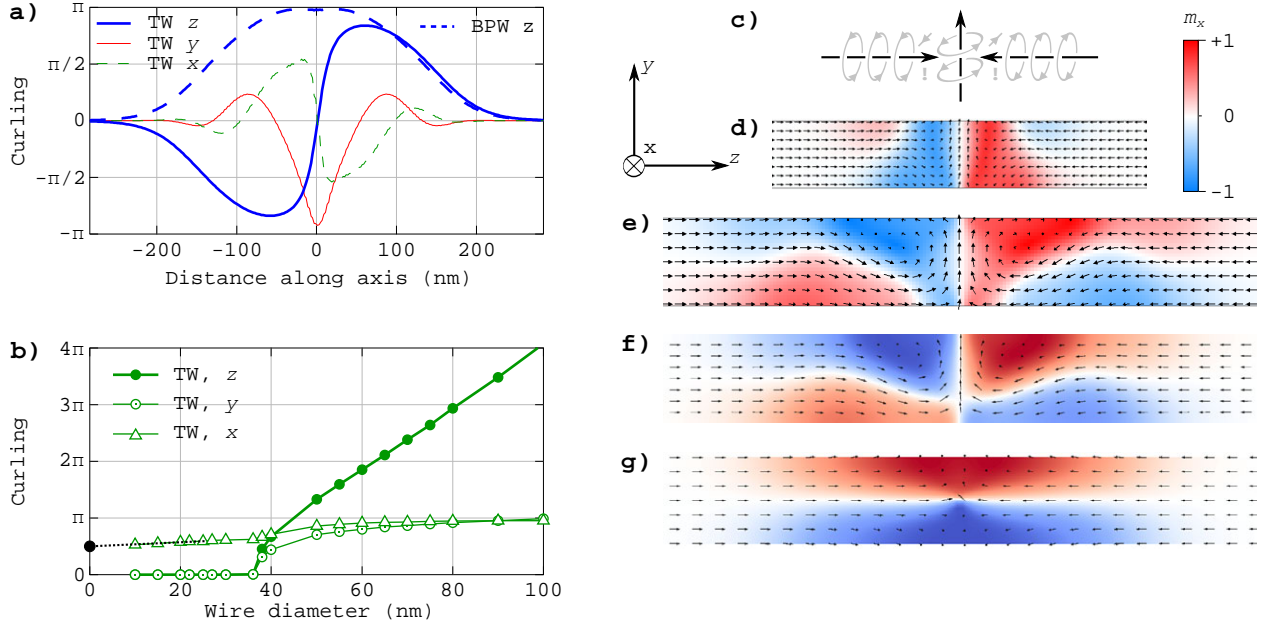 a)
π
π/2
0
−π/2
−π
Curling
TW z
TW y
TW x
BPW z
−200
−100
0
100
200
Distance along axis (nm)
b)
4π
3π
2π
π
0
Curling
TW, z
TW, y
TW, x
0
20
40
60
80
100
Wire diameter (nm)
c)
! !
y
x
z
mx
+1
0
−1
d)
e)
f)
g)